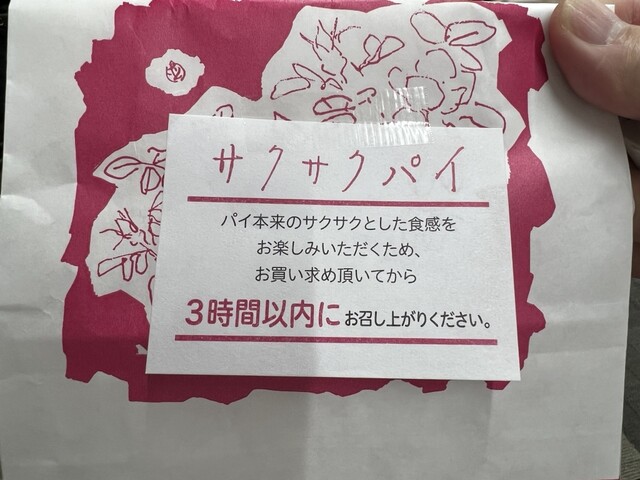 サクサクパイ
パイ本来のサクサクとした食感を
お楽しみいただくため、
お買い求め頂いてから
3時間以内にお召し上がりください。